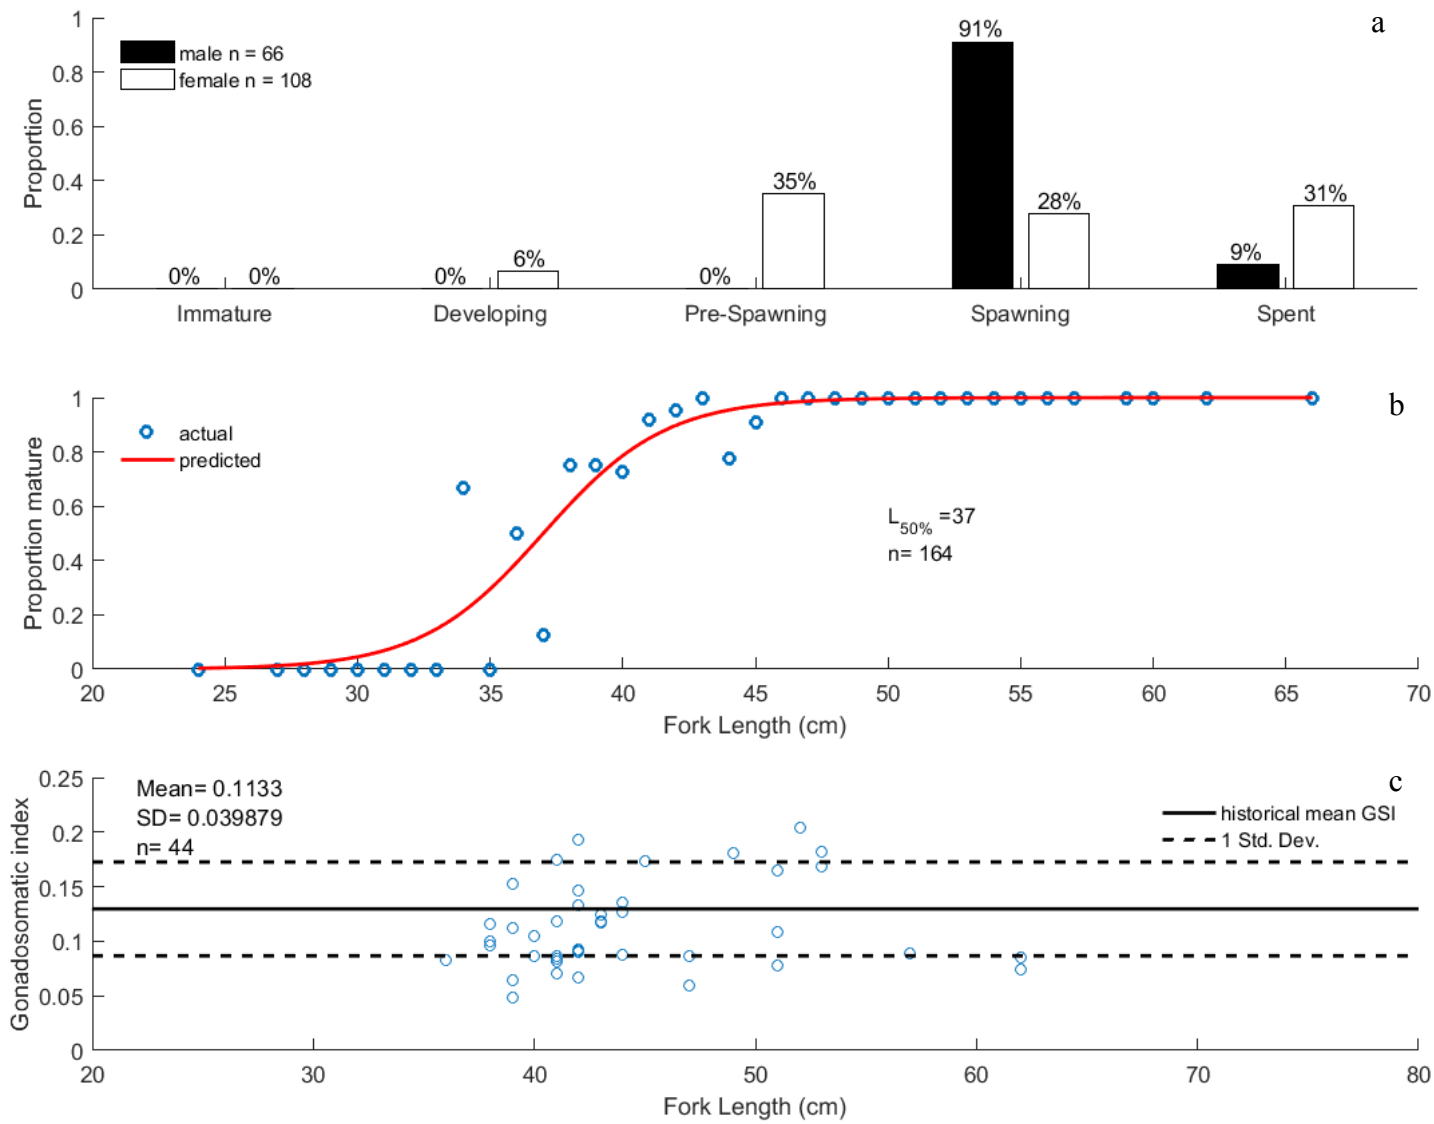 a
1
0.8
0.6
0.4
0.2
0
Proportion
male n = 66
female n = 108
0% 0% 0% 6% 0% 35% 91% 28% 9% 31%
Immature Developing Pre-Spawning Spawning Spent
b
1
0.8
0.6
0.4
0.2
0
Proportion mature
actual
predicted
L50% =37
n= 164
20 25 30 35 40 45 50 55 60 65 70
Fork Length (cm)
c
0.25
0.2
0.15
0.1
0.05
0
Gonadosomatic index
Mean= 0.1133
SD= 0.039879
n= 44
historical mean GSI
1 Std. Dev.
20 30 40 50 60 70 80
Fork Length (cm)